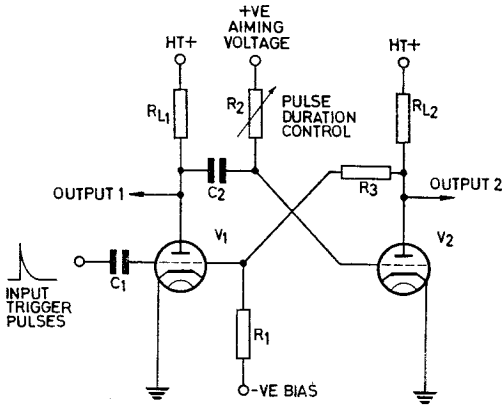 HT+
+VE
AIMING
VOLTAGE
HT+
RL1
R2
PULSE
DURATION
CONTROL
RL2
C2
R3
OUTPUT 1
OUTPUT 2
V1
V2
C1
INPUT
TRIGGER
PULSES
R1
-VE BIAS